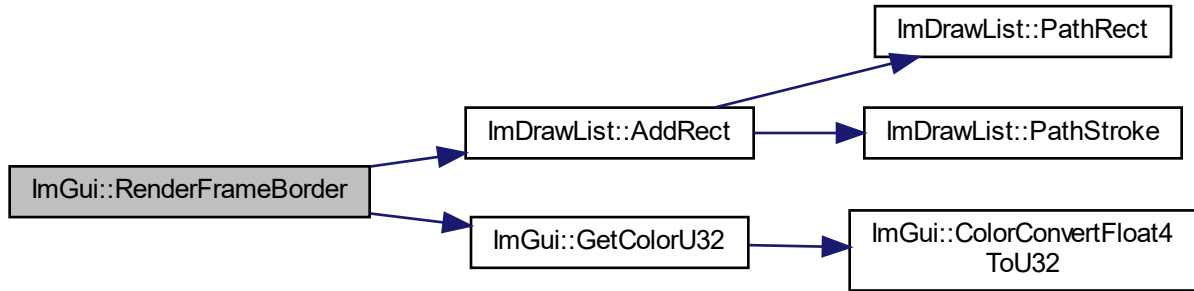 ImDrawList::PathRect
ImDrawList::AddRect
ImDrawList::PathStroke
ImGui::RenderFrameBorder
ImGui::GetColorU32
ImGui::ColorConvertFloat4
ToU32